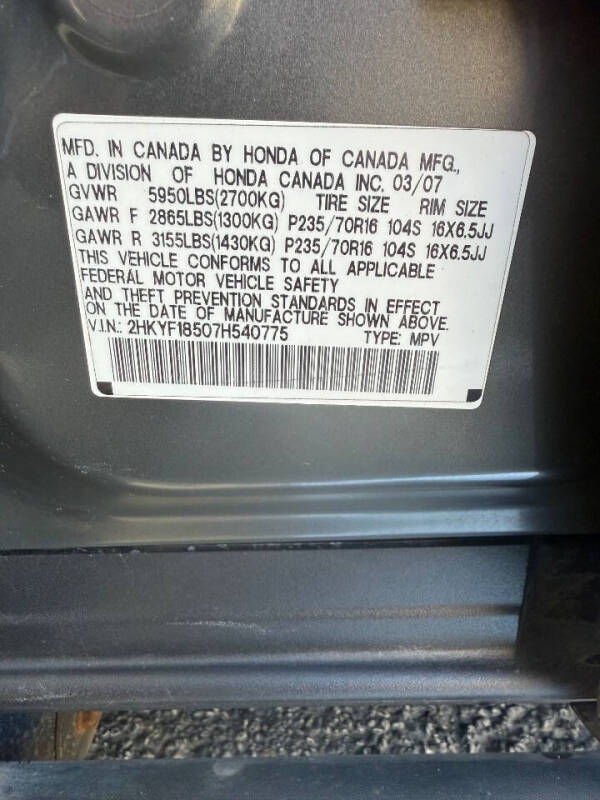 MFD. IN CANADA BY HONDA OF CANADA MFG.,
A DIVISION OF HONDA CANADA INC. 03/07
GVWR 5950LBS(2700KG) TIRE SIZE RIM SIZE
GAWR F 2865LBS(1300KG) P235/70R16 104S 16X6.5JJ
GAWR R 3155LBS(1430KG) P235/70R16 104S 16X6.5JJ
THIS VEHICLE CONFORMS TO ALL APPLICABLE
FEDERAL MOTOR VEHICLE SAFETY
AND THEFT PREVENTION STANDARDS IN EFFECT
ON THE DATE OF MANUFACTURE SHOWN ABOVE.
V.I.N.: 2HKYF18507H540775 TYPE: MPV